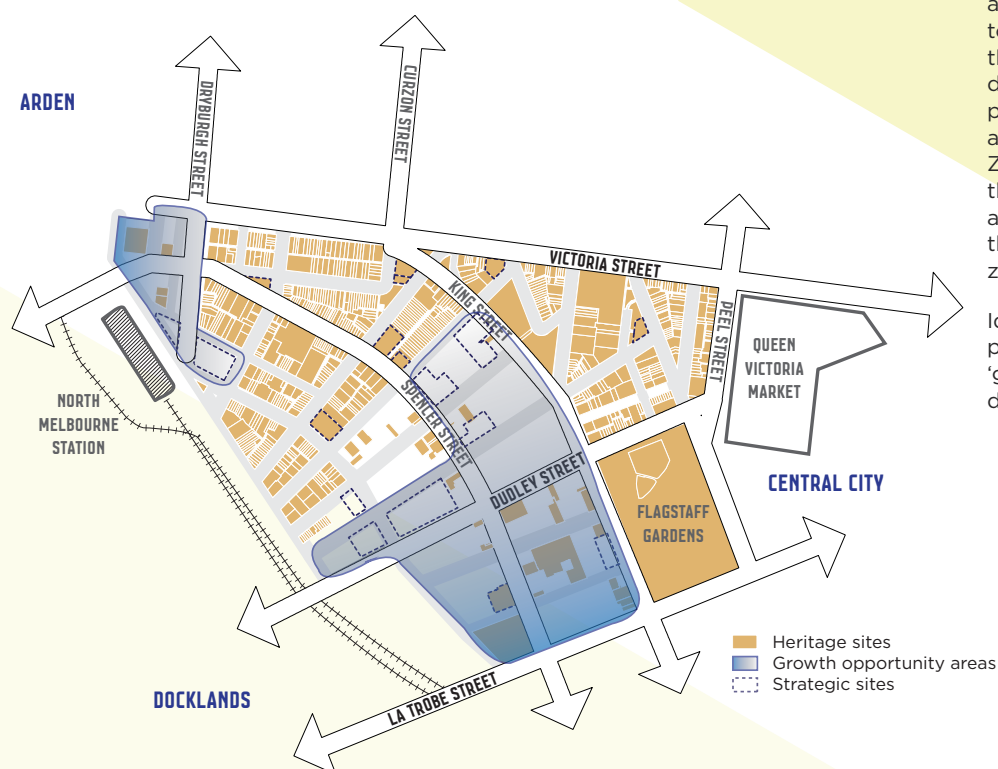 ARDEN
DRYBURGH STREET
CURZON STREET
VICTORIA STREET
KING STREET
PEEL STREET
QUEEN
VICTORIA
MARKET
NORTH
MELBOURNE
STATION
SPENCER STREET
DUDLEY STREET
CENTRAL CITY
FLAGSTAFF
GARDENS
Heritage sites
Growth opportunity areas
Strategic sites
DOCKLANDS
LA TROBE STREET